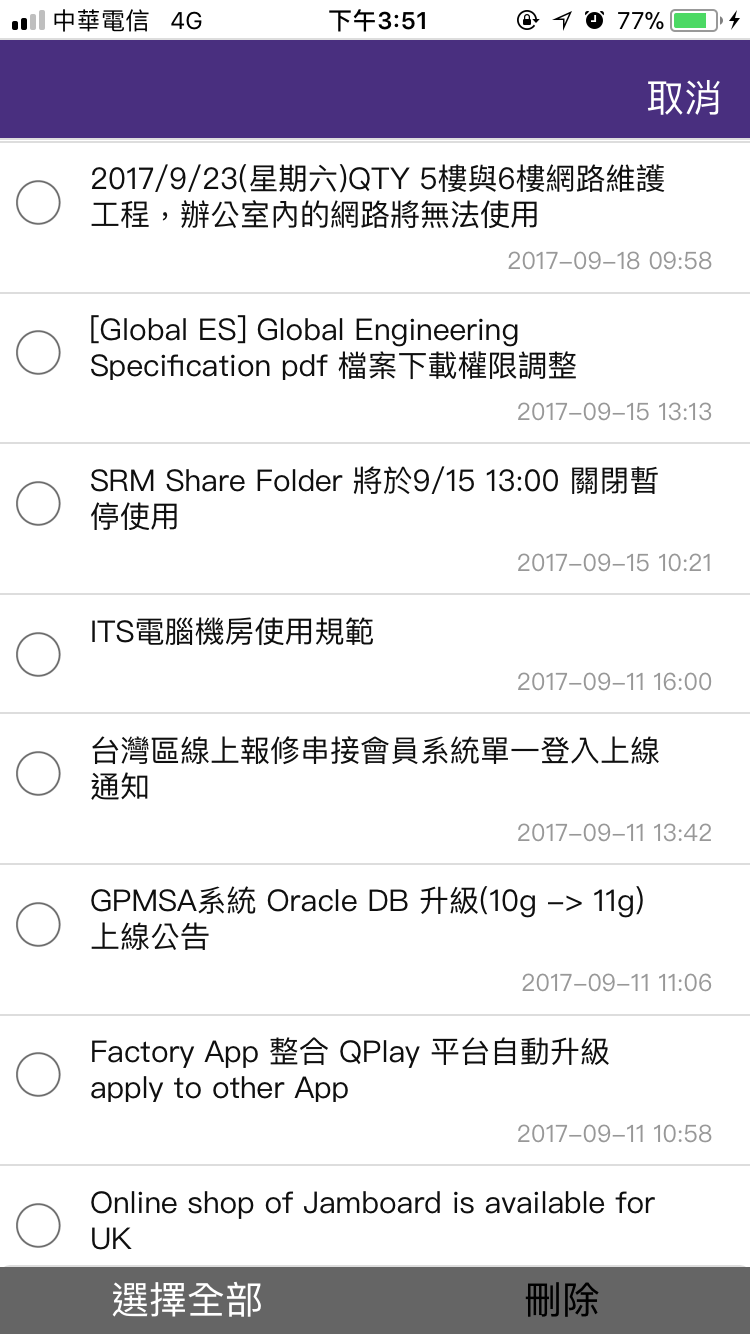 中華電信 4G 下午3:51 77%
取消
2017/9/23(星期六)QTY 5樓與6樓網路維護
工程，辦公室內的網路將無法使用
2017-09-18 09:58
[Global ES] Global Engineering
Specification pdf 檔案下載權限調整
2017-09-15 13:13
SRM Share Folder 將於9/15 13:00 關閉暫
停使用
2017-09-15 10:21
ITS電腦機房使用規範
2017-09-11 16:00
台灣區線上報修串接會員系統單一登入上線
通知
2017-09-11 13:42
GPMSA系統 Oracle DB 升級(10g -> 11g)
上線公告
2017-09-11 11:06
Factory App 整合 QPlay 平台自動升級
apply to other App
2017-09-11 10:58
Online shop of Jamboard is available for
UK
選擇全部 刪除